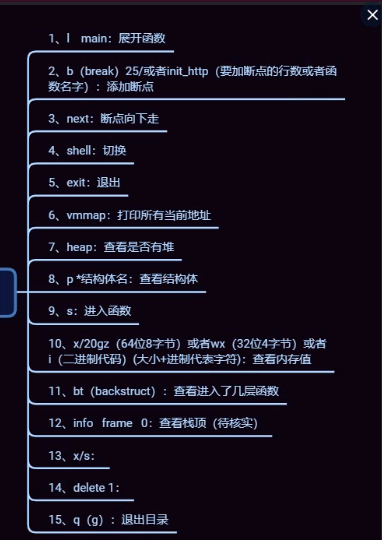 1、l main：展开函数
2、b（break）25/或者init_http（要加断点的行数或者函
数名字）：添加断点
3、next：断点向下走
4、shell：切换
5、exit：退出
6、vmmap：打印所有当前地址
7、heap：查看是否有堆
8、p *结构体名：查看结构体
9、s：进入函数
10、x/20gz（64位8字节）或者wx（32位4字节）或者
i（二进制代码）(大小+进制代表字符)：查看内存值
11、bt（backstruct）：查看进入了几层函数
12、info frame 0：查看栈顶（待核实）
13、x/s：
14、delete 1：
15、q（g）：退出目录